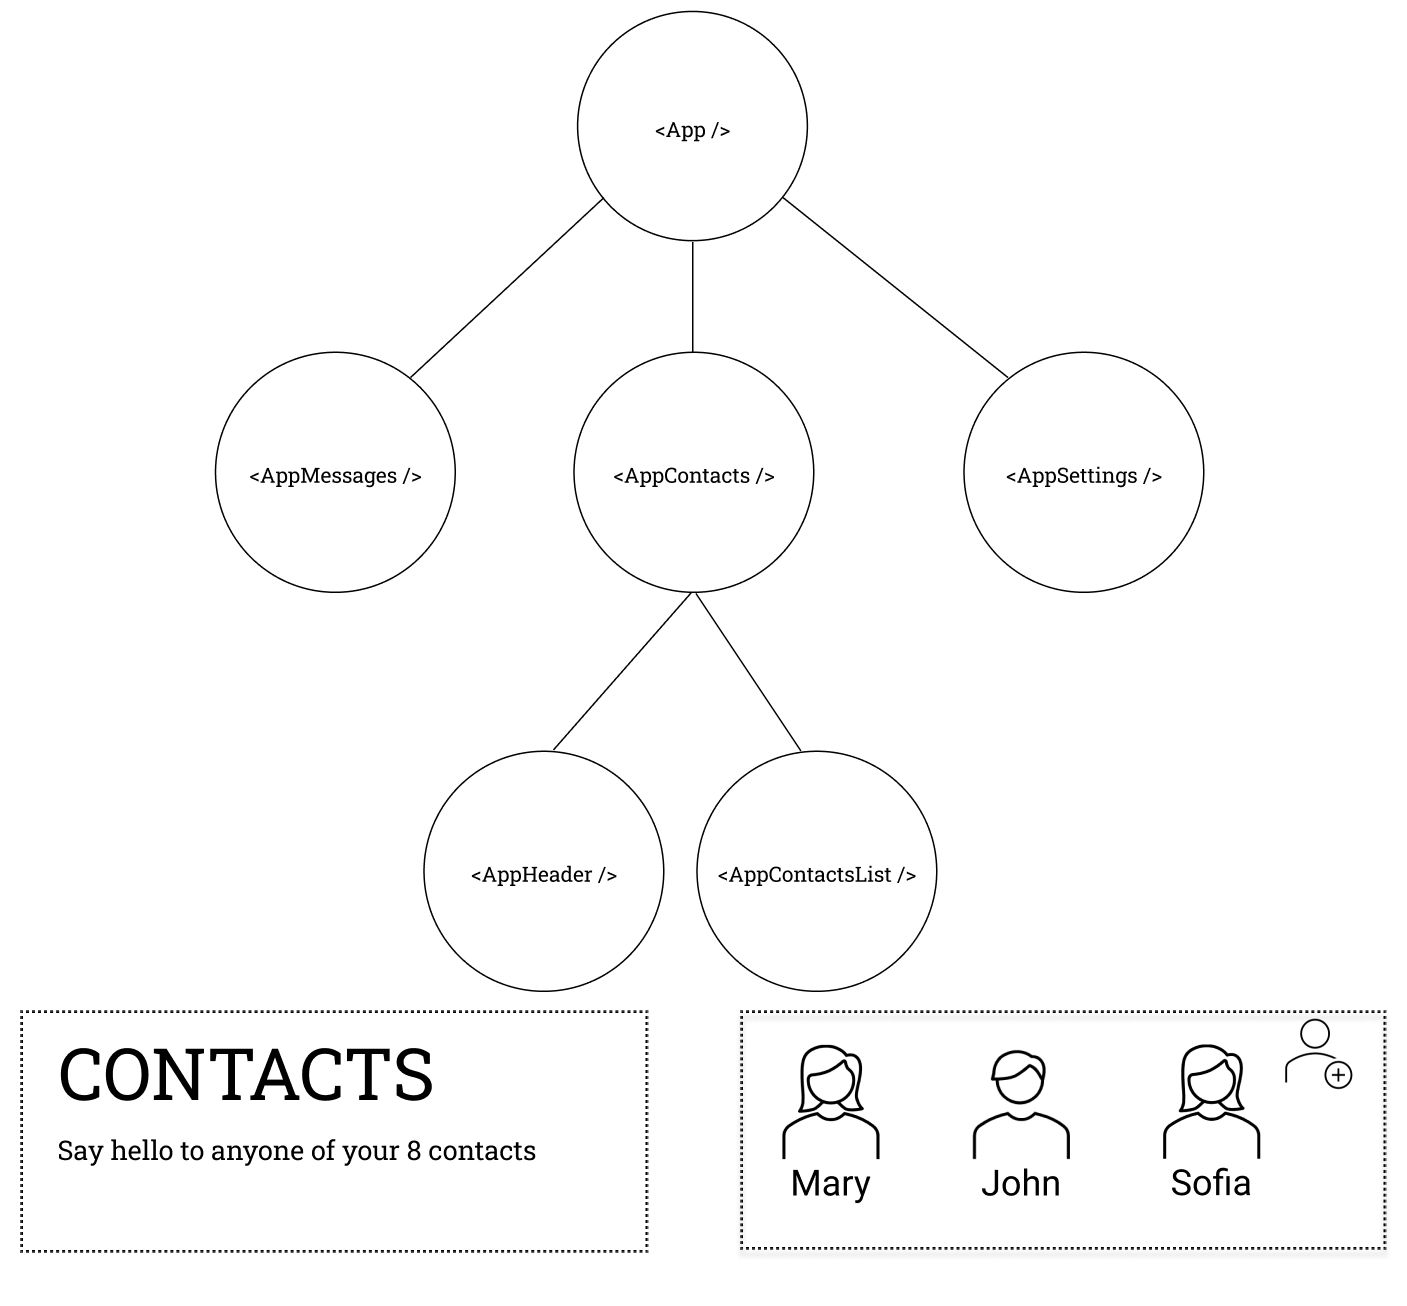 <App />
<AppMessages />
<AppContacts />
<AppSettings />
<AppHeader />
<AppContactsList />
CONTACTS
Say hello to anyone of your 8 contacts
Mary
John
Sofia